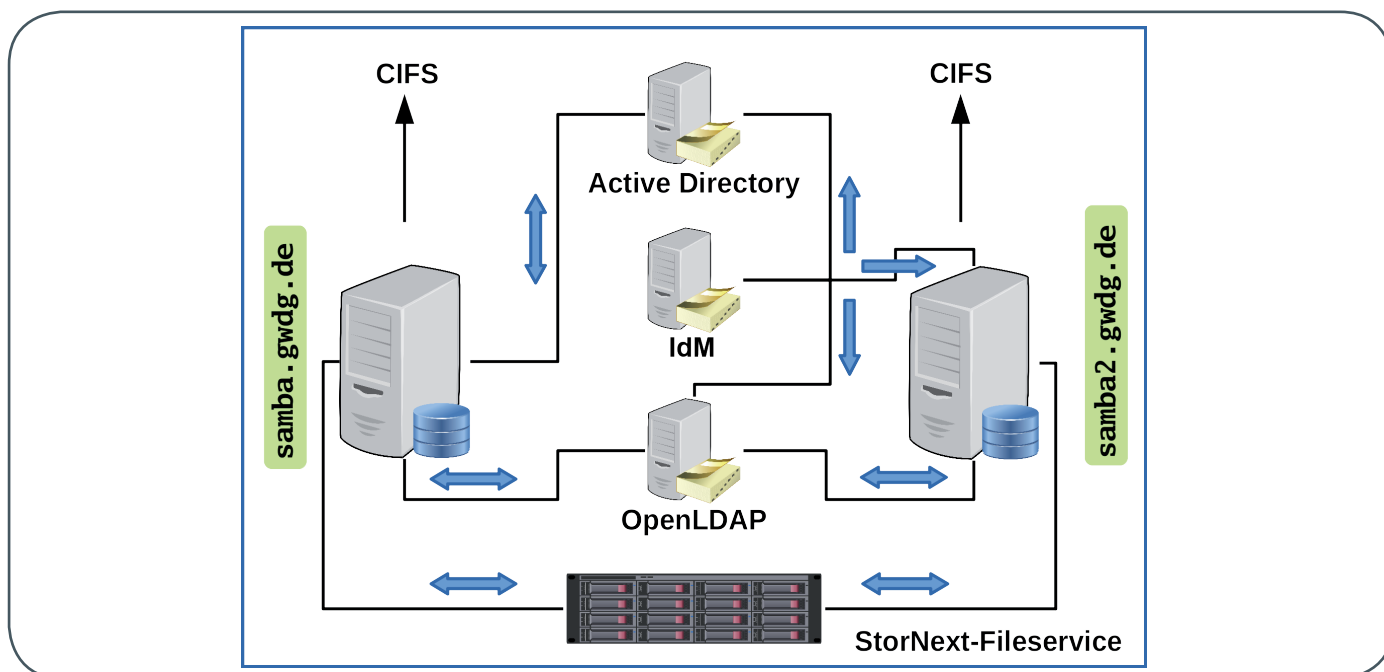 CIFS
CIFS
Active Directory
samba.gwdg.de
samba2.gwdg.de
IdM
OpenLDAP
StorNext-Fileservice